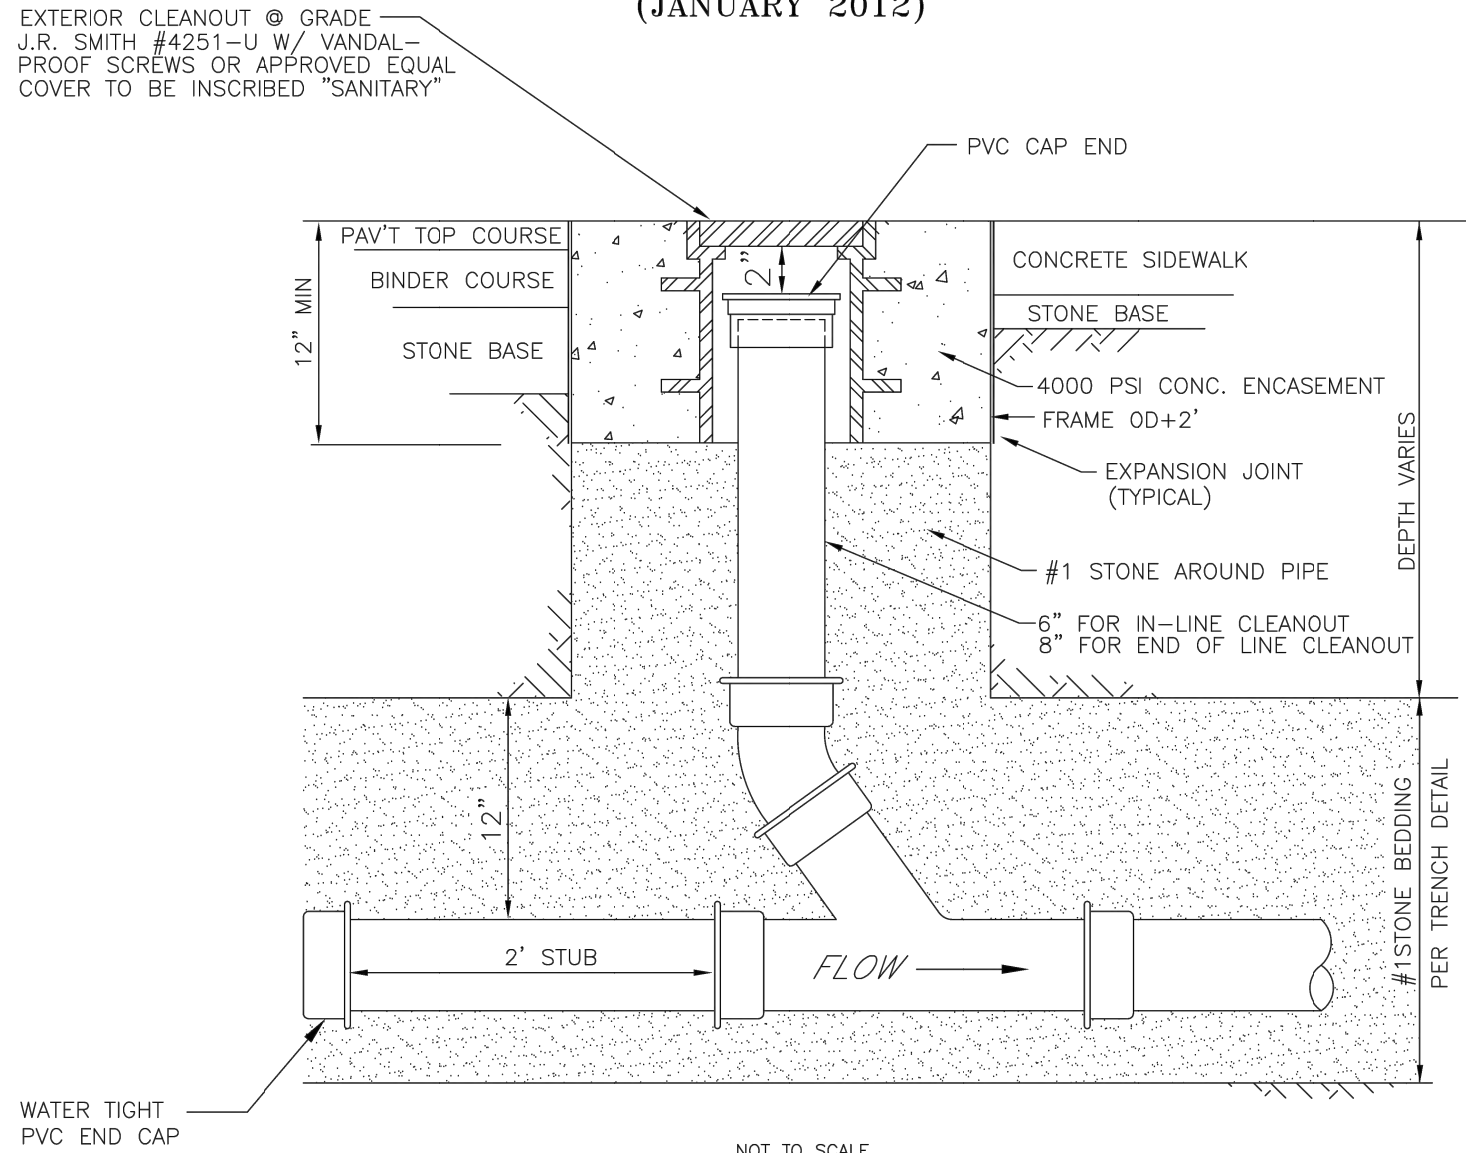 (JANUARY 2012)
EXTERIOR CLEANOUT @ GRADE
J.R. SMITH #4251-U W/ VANDAL-
PROOF SCREWS OR APPROVED EQUAL
COVER TO BE INSCRIBED "SANITARY"
PVC CAP END
PAV'T TOP COURSE
BINDER COURSE
STONE BASE
12" MIN
2"
CONCRETE SIDEWALK
STONE BASE
4000 PSI CONC. ENCASEMENT
FRAME OD+2'
EXPANSION JOINT
(TYPICAL)
DEPTH VARIES
#1 STONE AROUND PIPE
6" FOR IN-LINE CLEANOUT
8" FOR END OF LINE CLEANOUT
12"
#1STONE BEDDING
PER TRENCH DETAIL
2' STUB
FLOW
WATER TIGHT
PVC END CAP
NOT TO SCALE